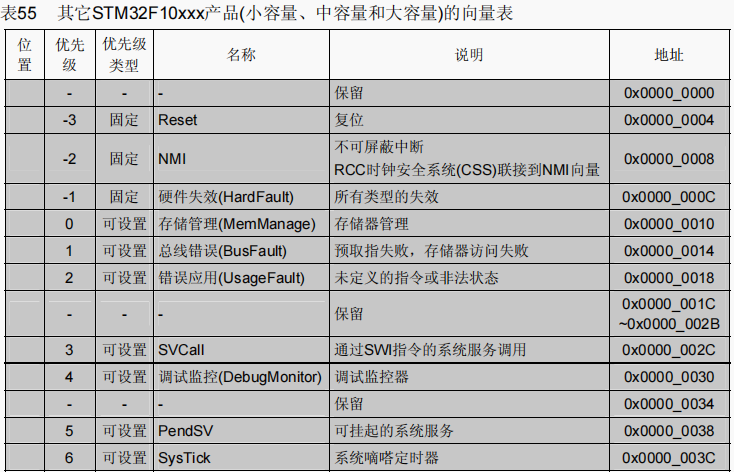 表55 其它STM32F10xxx产品(小容量、中容量和大容量)的向量表
位置 优先级 优先级类型 名称 说明 地址
- - - 保留 0x0000_0000
-3 固定 Reset 复位 0x0000_0004
-2 固定 NMI 不可屏蔽中断 RCC时钟安全系统(CSS)联接到NMI向量 0x0000_0008
-1 固定 硬件失效(HardFault) 所有类型的失效 0x0000_000C
0 可设置 存储管理(MemManage) 存储器管理 0x0000_0010
1 可设置 总线错误(BusFault) 预取指失败，存储器访问失败 0x0000_0014
2 可设置 错误应用(UsageFault) 未定义的指令或非法状态 0x0000_0018
- - - 保留 0x0000_001C ~0x0000_002B
3 可设置 SVCall 通过SWI指令的系统服务调用 0x0000_002C
4 可设置 调试监控(DebugMonitor) 调试监控器 0x0000_0030
- - - 保留 0x0000_0034
5 可设置 PendSV 可挂起的系统服务 0x0000_0038
6 可设置 SysTick 系统嘀嗒定时器 0x0000_003C